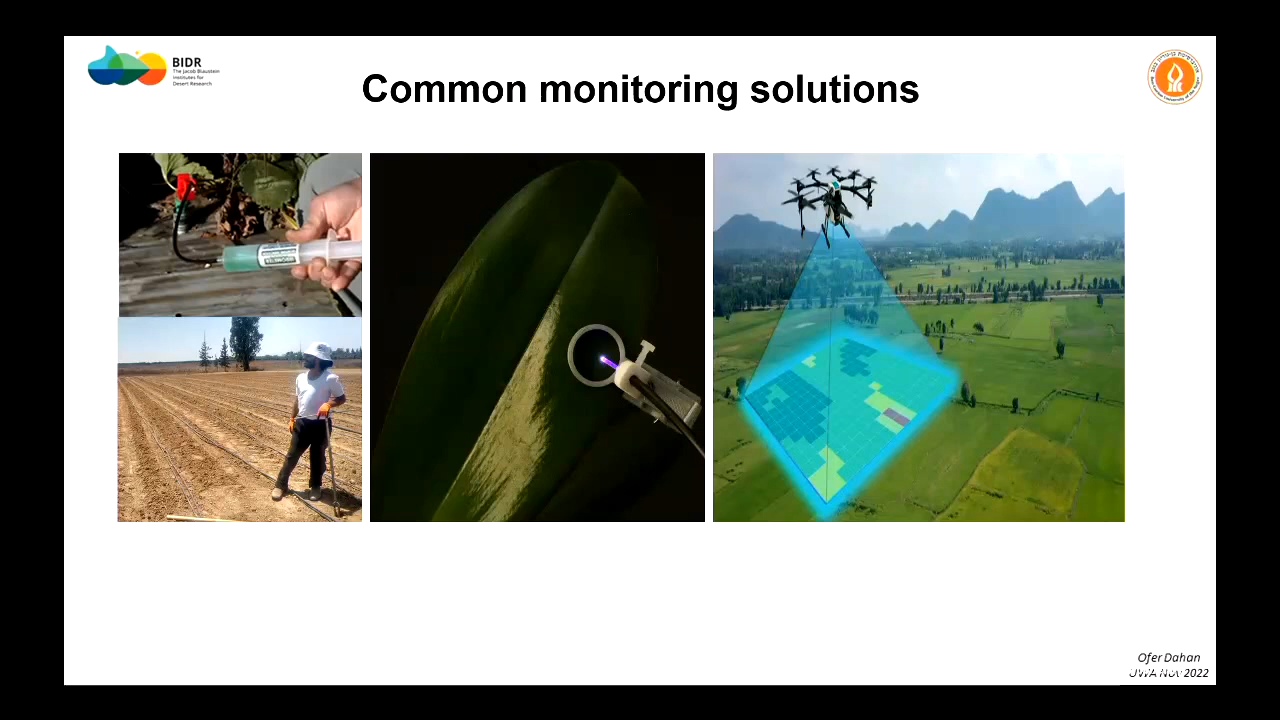 BIDR
The Jacob Blaustein
Institutes for
Desert Research
Common monitoring solutions
Ofer Dahan
UWA Nov 2022